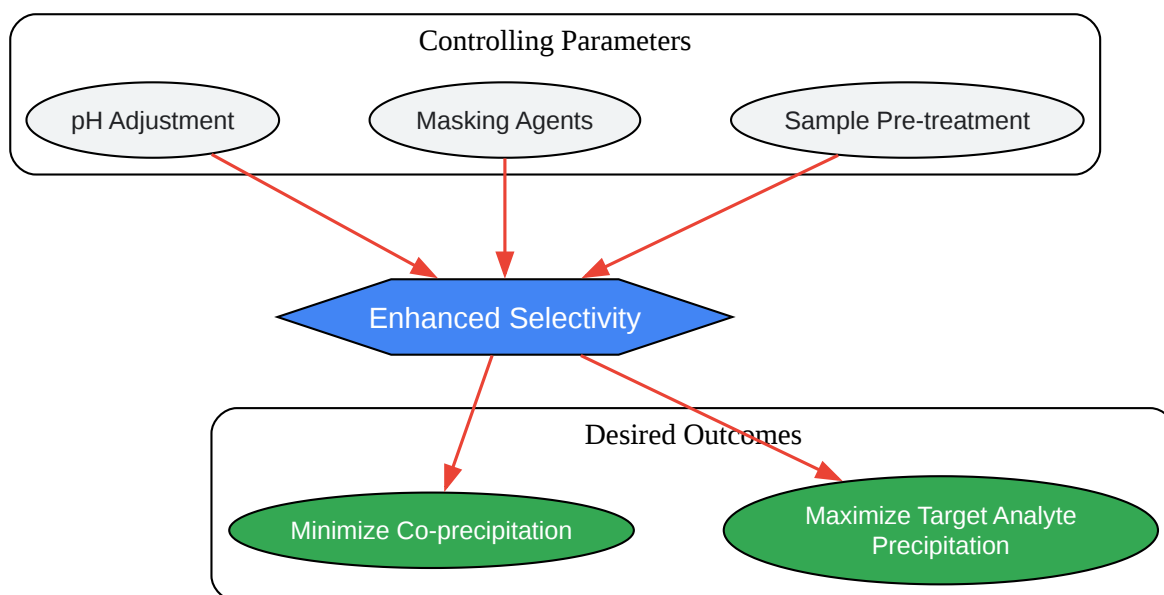 Controlling Parameters
pH Adjustment
Masking Agents
Sample Pre-treatment
Enhanced Selectivity
Desired Outcomes
Minimize Co-precipitation
Maximize Target Analyte
Precipitation